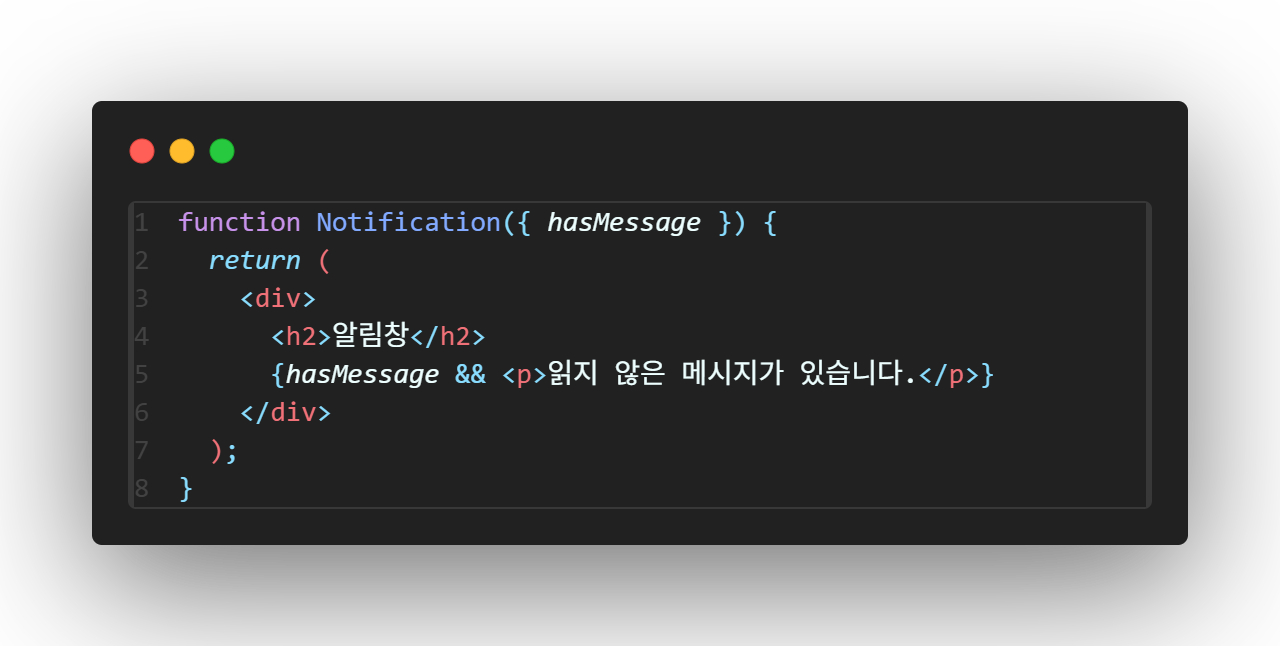 1 function Notification({ hasMessage }) {
2   return (
3     <div>
4       <h2>알림창</h2>
5       {hasMessage && <p>읽지 않은 메시지가 있습니다.</p>}
6     </div>
7   );
8 }